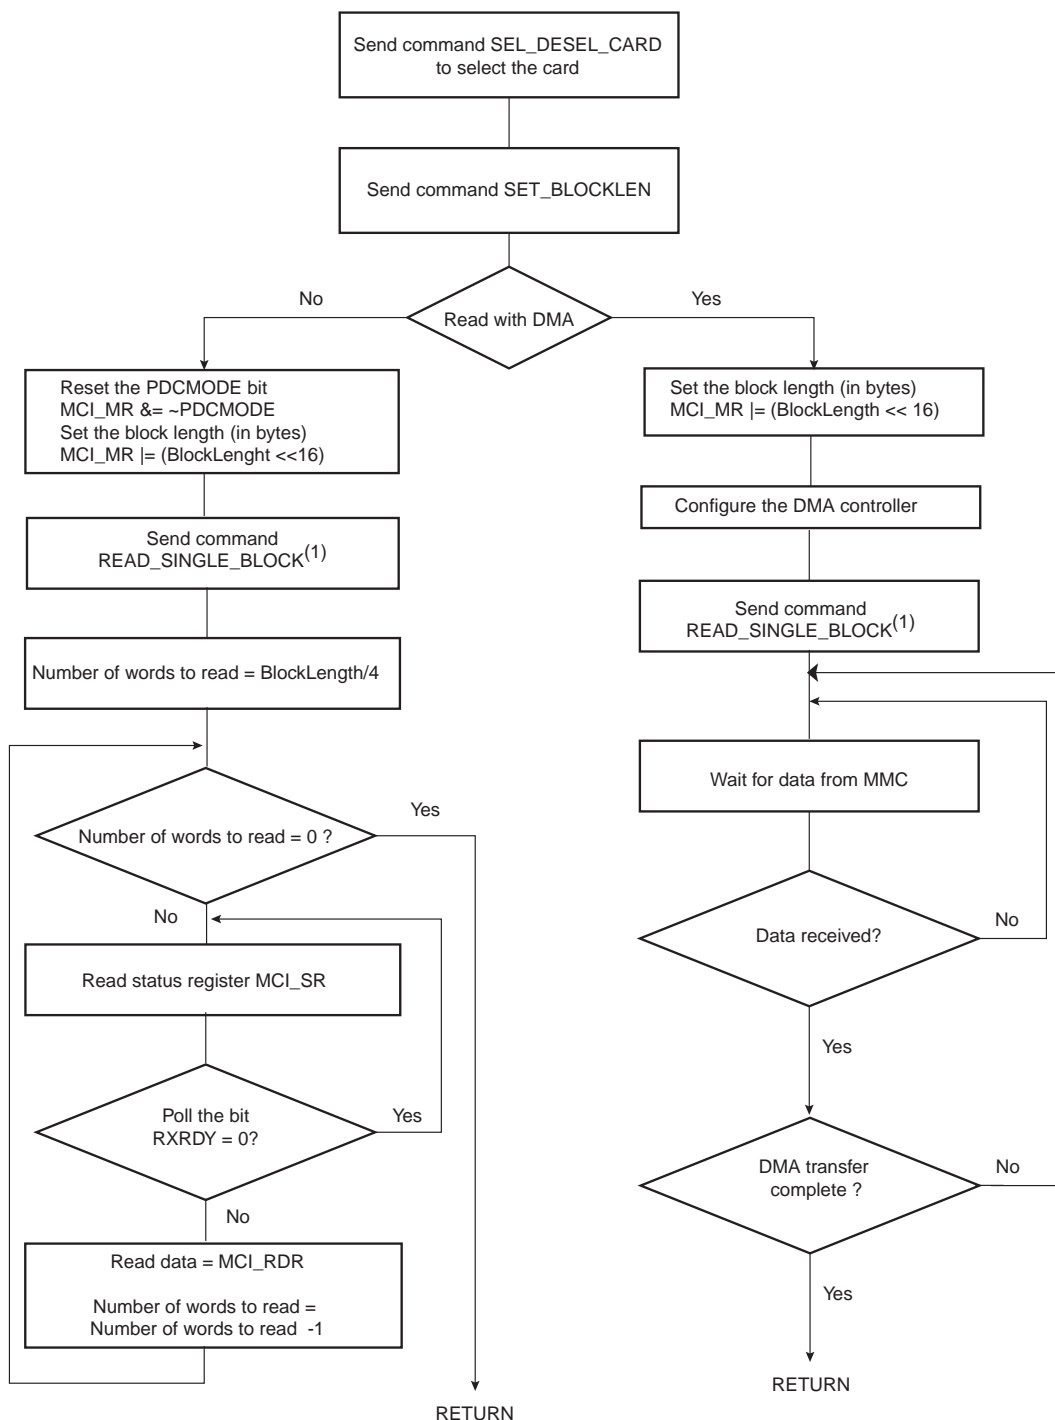 Send command SEL_DESEL_CARD
to select the card
Send command SET_BLOCKLEN
No
Yes
Read with DMA
Reset the PDCMODE bit
MCI_MR &= ~PDCMODE
Set the block length (in bytes)
MCI_MR |= (BlockLenght <<16)
Send command
READ_SINGLE_BLOCK(1)
Number of words to read = BlockLength/4
Number of words to read = 0 ?
Yes
No
Read status register MCI_SR
Poll the bit
RXRDY = 0?
Yes
No
Read data = MCI_RDR
Number of words to read =
Number of words to read -1
RETURN
Set the block length (in bytes)
MCI_MR |= (BlockLength << 16)
Configure the DMA controller
Send command
READ_SINGLE_BLOCK(1)
Wait for data from MMC
Data received?
No
Yes
DMA transfer
complete ?
No
Yes
RETURN